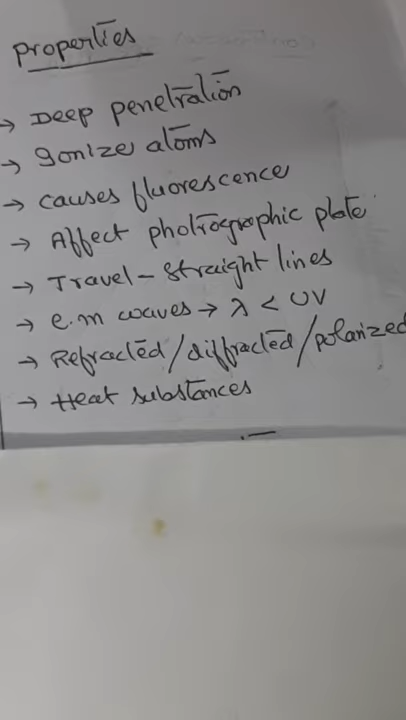 Properties
→ Deep penetration
→ Ionize atoms
→ causes fluorescence
→ Affect photrographic plate
→ Travel - straight lines
→ e.m waves → λ < UV
→ Refracted/diffracted/polarized
→ Heat substances